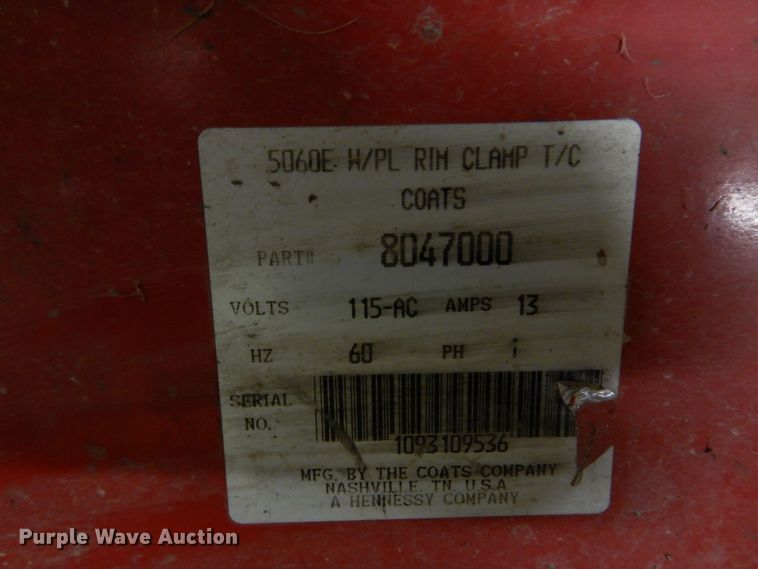 5060E W/PL RIM CLAMP T/C
COATS
PART# 8047000
VOLTS 115-AC AMPS 13
HZ 60 PH 1
SERIAL
NO. 1093109536
MFG. BY THE COATS COMPANY
NASHVILLE, TN, U.S.A
A HENNESSY COMPANY
Purple Wave Auction